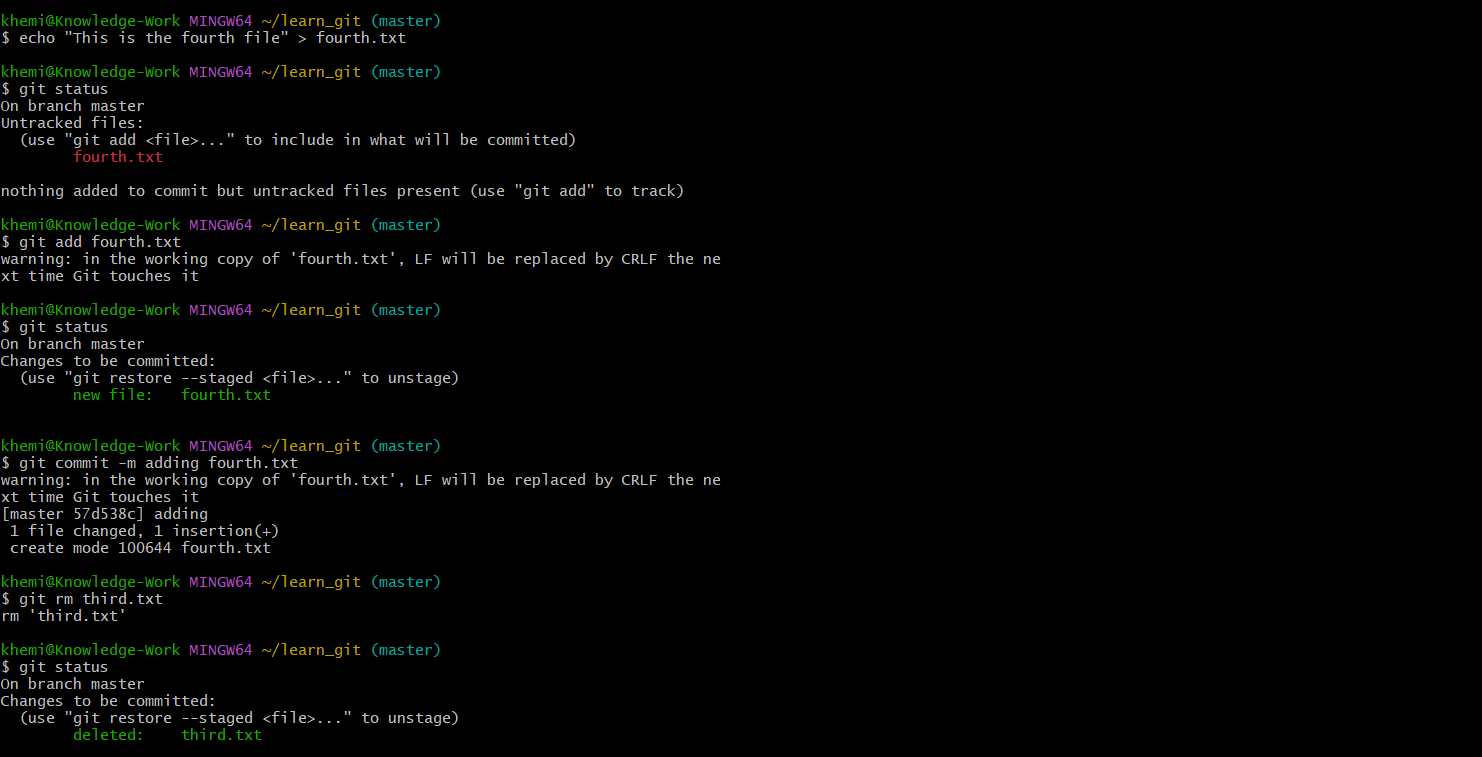 khemi@Knowledge-Work MINGW64 ~/learn_git (master)
$ echo "This is the fourth file" > fourth.txt
khemi@Knowledge-Work MINGW64 ~/learn_git (master)
$ git status
On branch master
Untracked files:
  (use "git add <file>..." to include in what will be committed)
        fourth.txt
nothing added to commit but untracked files present (use "git add" to track)
khemi@Knowledge-Work MINGW64 ~/learn_git (master)
$ git add fourth.txt
warning: in the working copy of 'fourth.txt', LF will be replaced by CRLF the ne
xt time Git touches it
khemi@Knowledge-Work MINGW64 ~/learn_git (master)
$ git status
On branch master
Changes to be committed:
  (use "git restore --staged <file>..." to unstage)
        new file:   fourth.txt
khemi@Knowledge-Work MINGW64 ~/learn_git (master)
$ git commit -m adding fourth.txt
warning: in the working copy of 'fourth.txt', LF will be replaced by CRLF the ne
xt time Git touches it
[master 57d538c] adding
 1 file changed, 1 insertion(+)
 create mode 100644 fourth.txt
khemi@Knowledge-Work MINGW64 ~/learn_git (master)
$ git rm third.txt
rm 'third.txt'
khemi@Knowledge-Work MINGW64 ~/learn_git (master)
$ git status
On branch master
Changes to be committed:
  (use "git restore --staged <file>..." to unstage)
        deleted:    third.txt